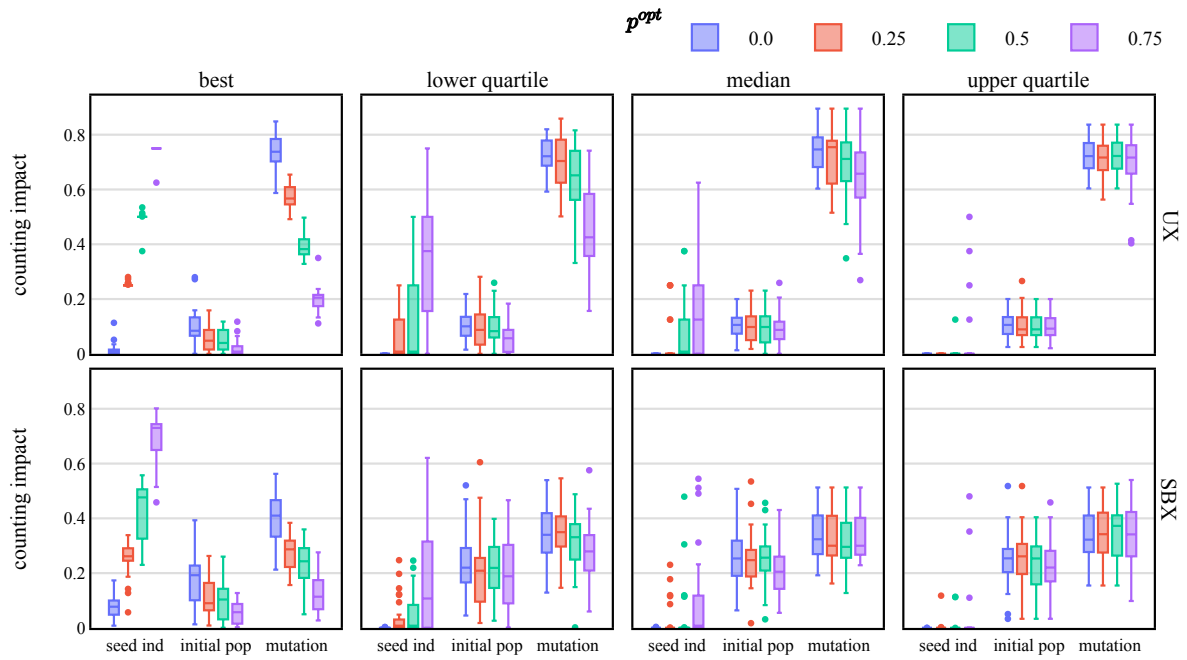 p^opt 0.0 0.25 0.5 0.75
best lower quartile median upper quartile
0.8
0.6
0.4
0.2
0
counting impact
UX
0.8
0.6
0.4
0.2
0
counting impact
SBX
seed ind initial pop mutation seed ind initial pop mutation seed ind initial pop mutation seed ind initial pop mutation